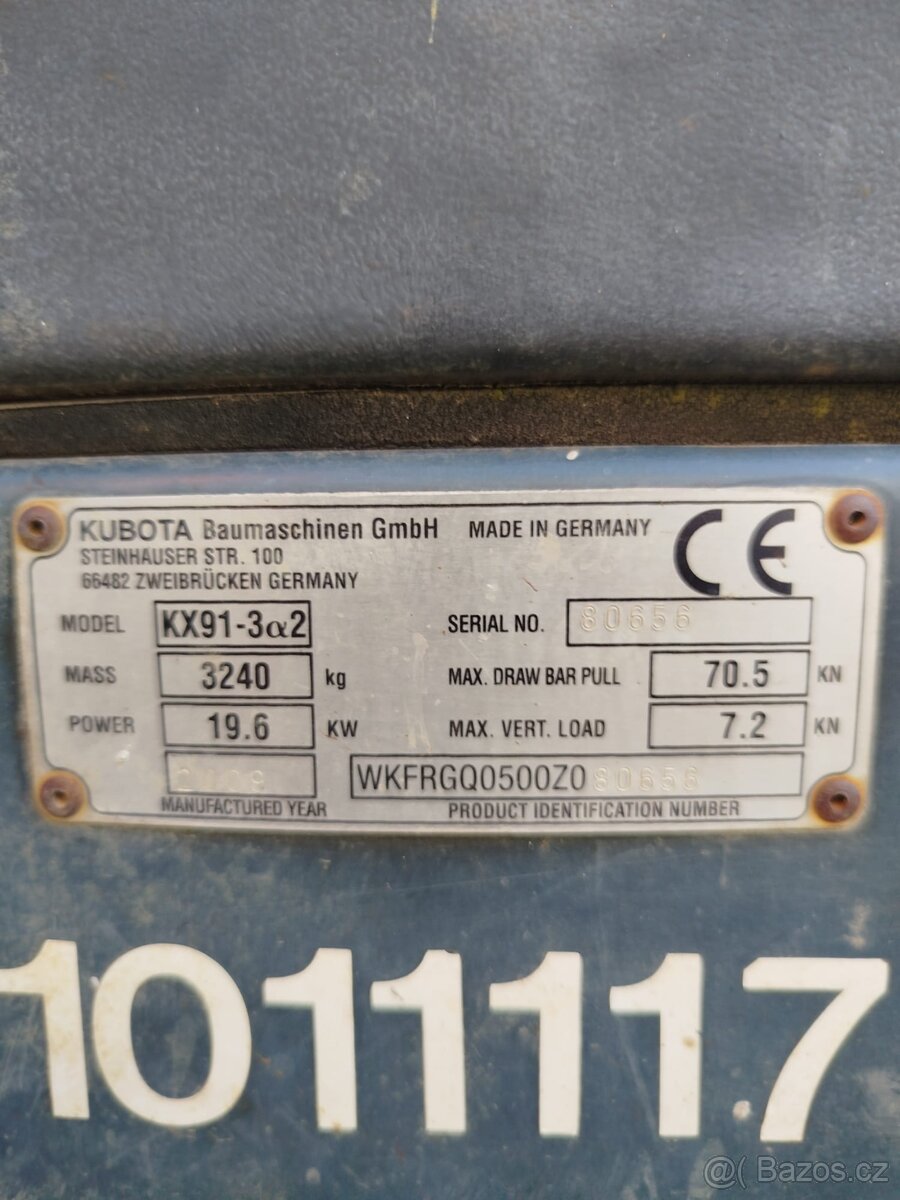 KUBOTA Baumaschinen GmbH MADE IN GERMANY CE
STEINHAUSER STR. 100
66482 ZWEIBRÜCKEN GERMANY
MODEL KX91-3α2 SERIAL NO. 80656
MASS 3240 kg MAX. DRAW BAR PULL 70.5 KN
POWER 19.6 KW MAX. VERT. LOAD 7.2 KN
2008 WKFRGQ0500Z080656
MANUFACTURED YEAR PRODUCT IDENTIFICATION NUMBER
1011117
@( Bazos.cz